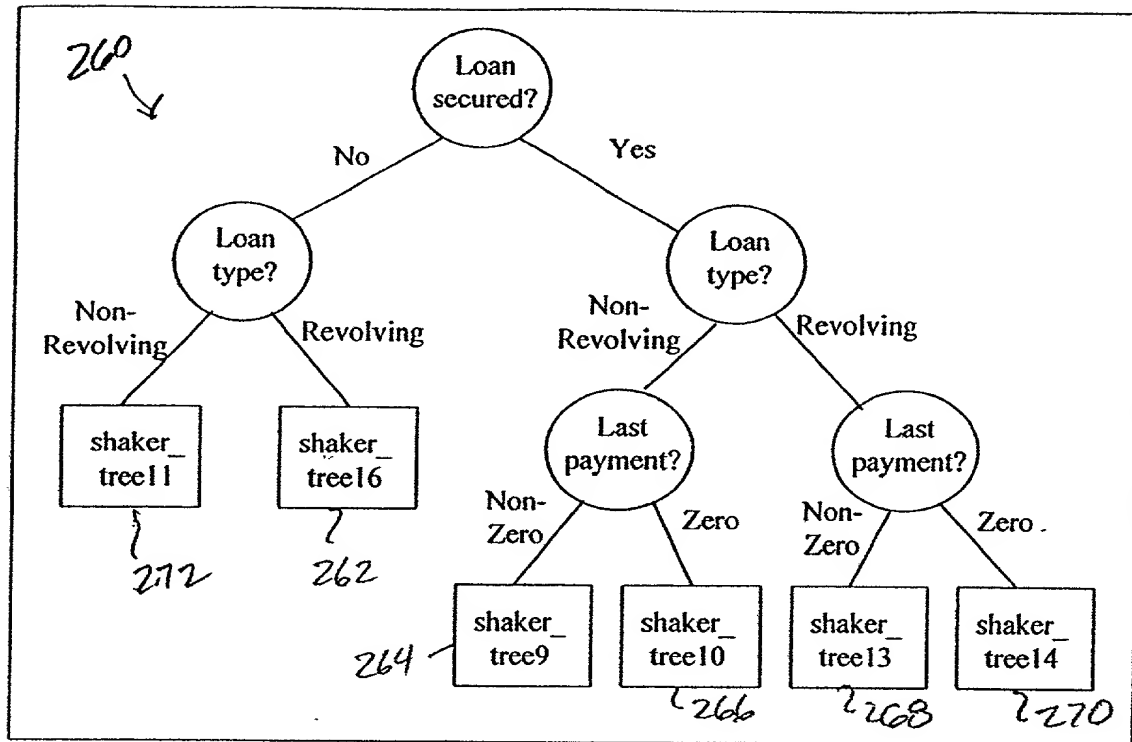 260
Loan
secured?
No
Yes
Loan
type?
Loan
type?
Non-
Revolving
Revolving
Non-
Revolving
Revolving
shaker_
tree11
shaker_
tree16
Last
payment?
Last
payment?
Non-
Zero
Zero
Non-
Zero
Zero
272
262
264
shaker_
tree9
shaker_
tree10
shaker_
tree13
shaker_
tree14
266
268
270